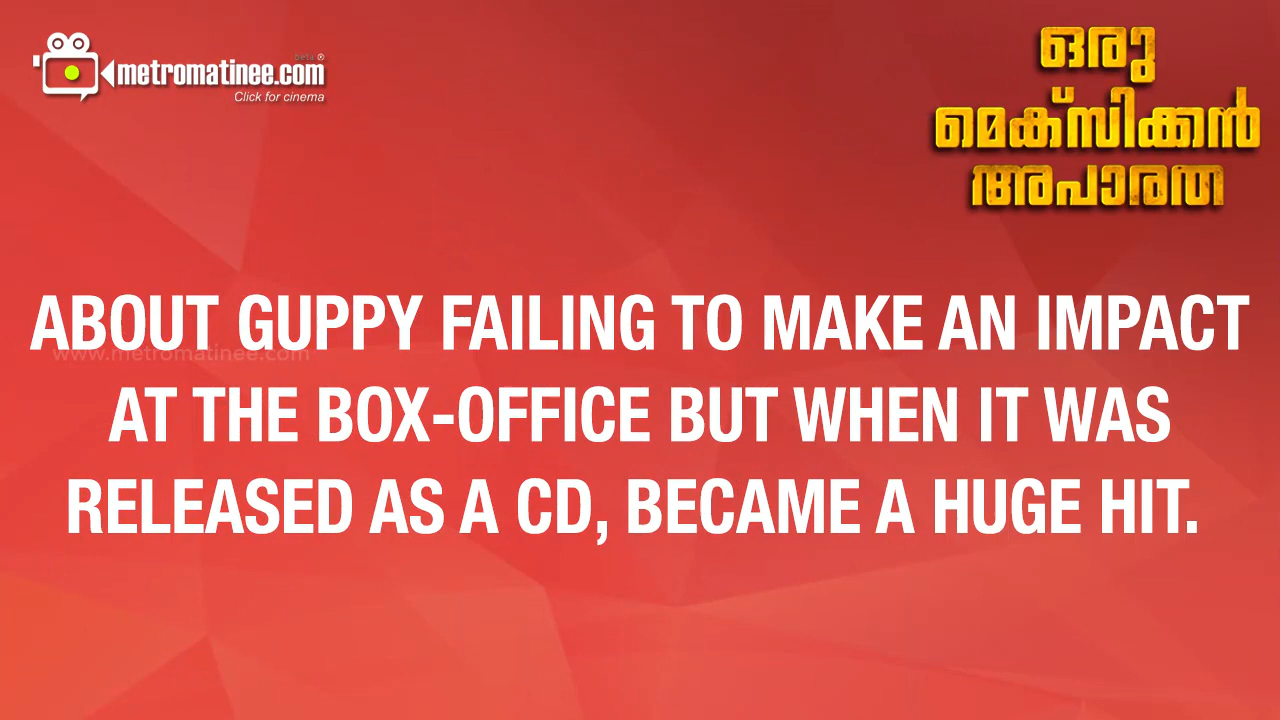 beta ®
metromatinee.com
Click for cinema
ഒരു
മെക്സിക്കൻ
അപാരത
ABOUT GUPPY FAILING TO MAKE AN IMPACT
www.metromatinee.com
AT THE BOX-OFFICE BUT WHEN IT WAS
RELEASED AS A CD, BECAME A HUGE HIT.